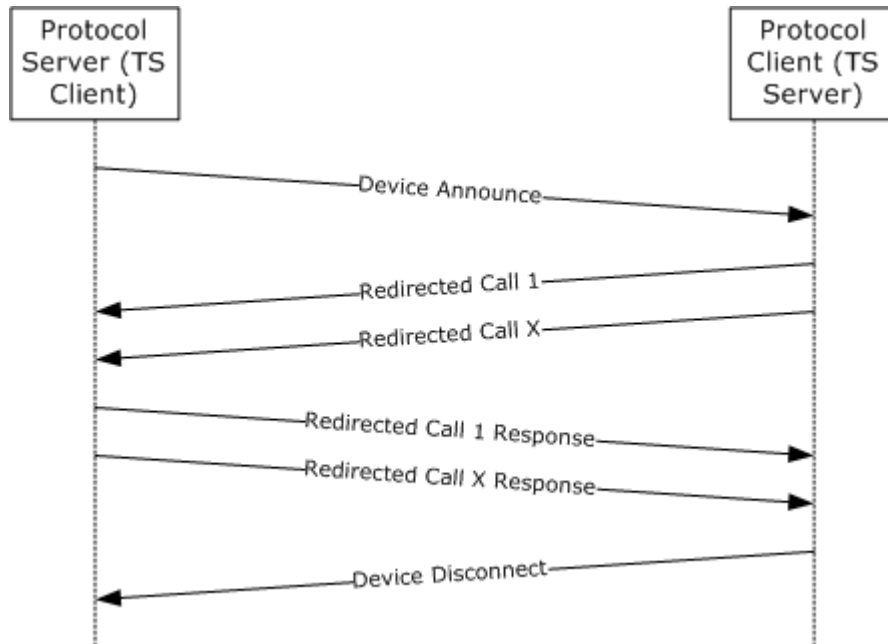 Protocol
Server (TS
Client)
Protocol
Client (TS
Server)
Device Announce
Redirected Call 1
Redirected Call X
Redirected Call 1 Response
Redirected Call X Response
Device Disconnect